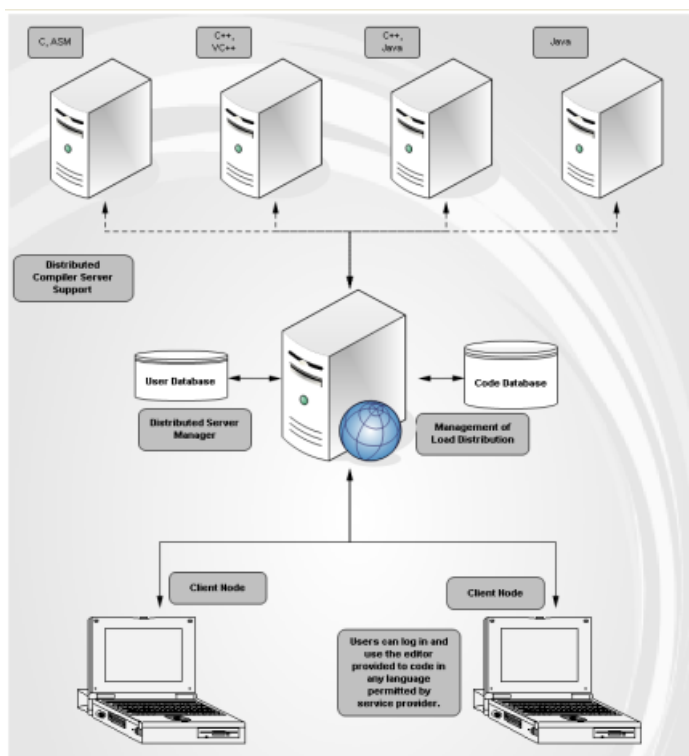 C, ASM
C++,
VC++
C++,
Java
Java
Distributed
Compiler Server
Support
User Database
Code Database
Distributed Server
Manager
Management of
Load Distribution
Client Node
Client Node
Users can log in and
use the editor
provided to code in
any language
permitted by
service provider.